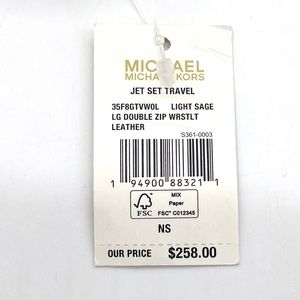 MICHAEL
MICHAEL KORS
JET SET TRAVEL
35F8GTVW0L LIGHT SAGE
LG DOUBLE ZIP WRSTLT
LEATHER
S361-0003
1 94900 88321 1
FSC
MIX
Paper
FSC® C012345
NS
OUR PRICE $258.00